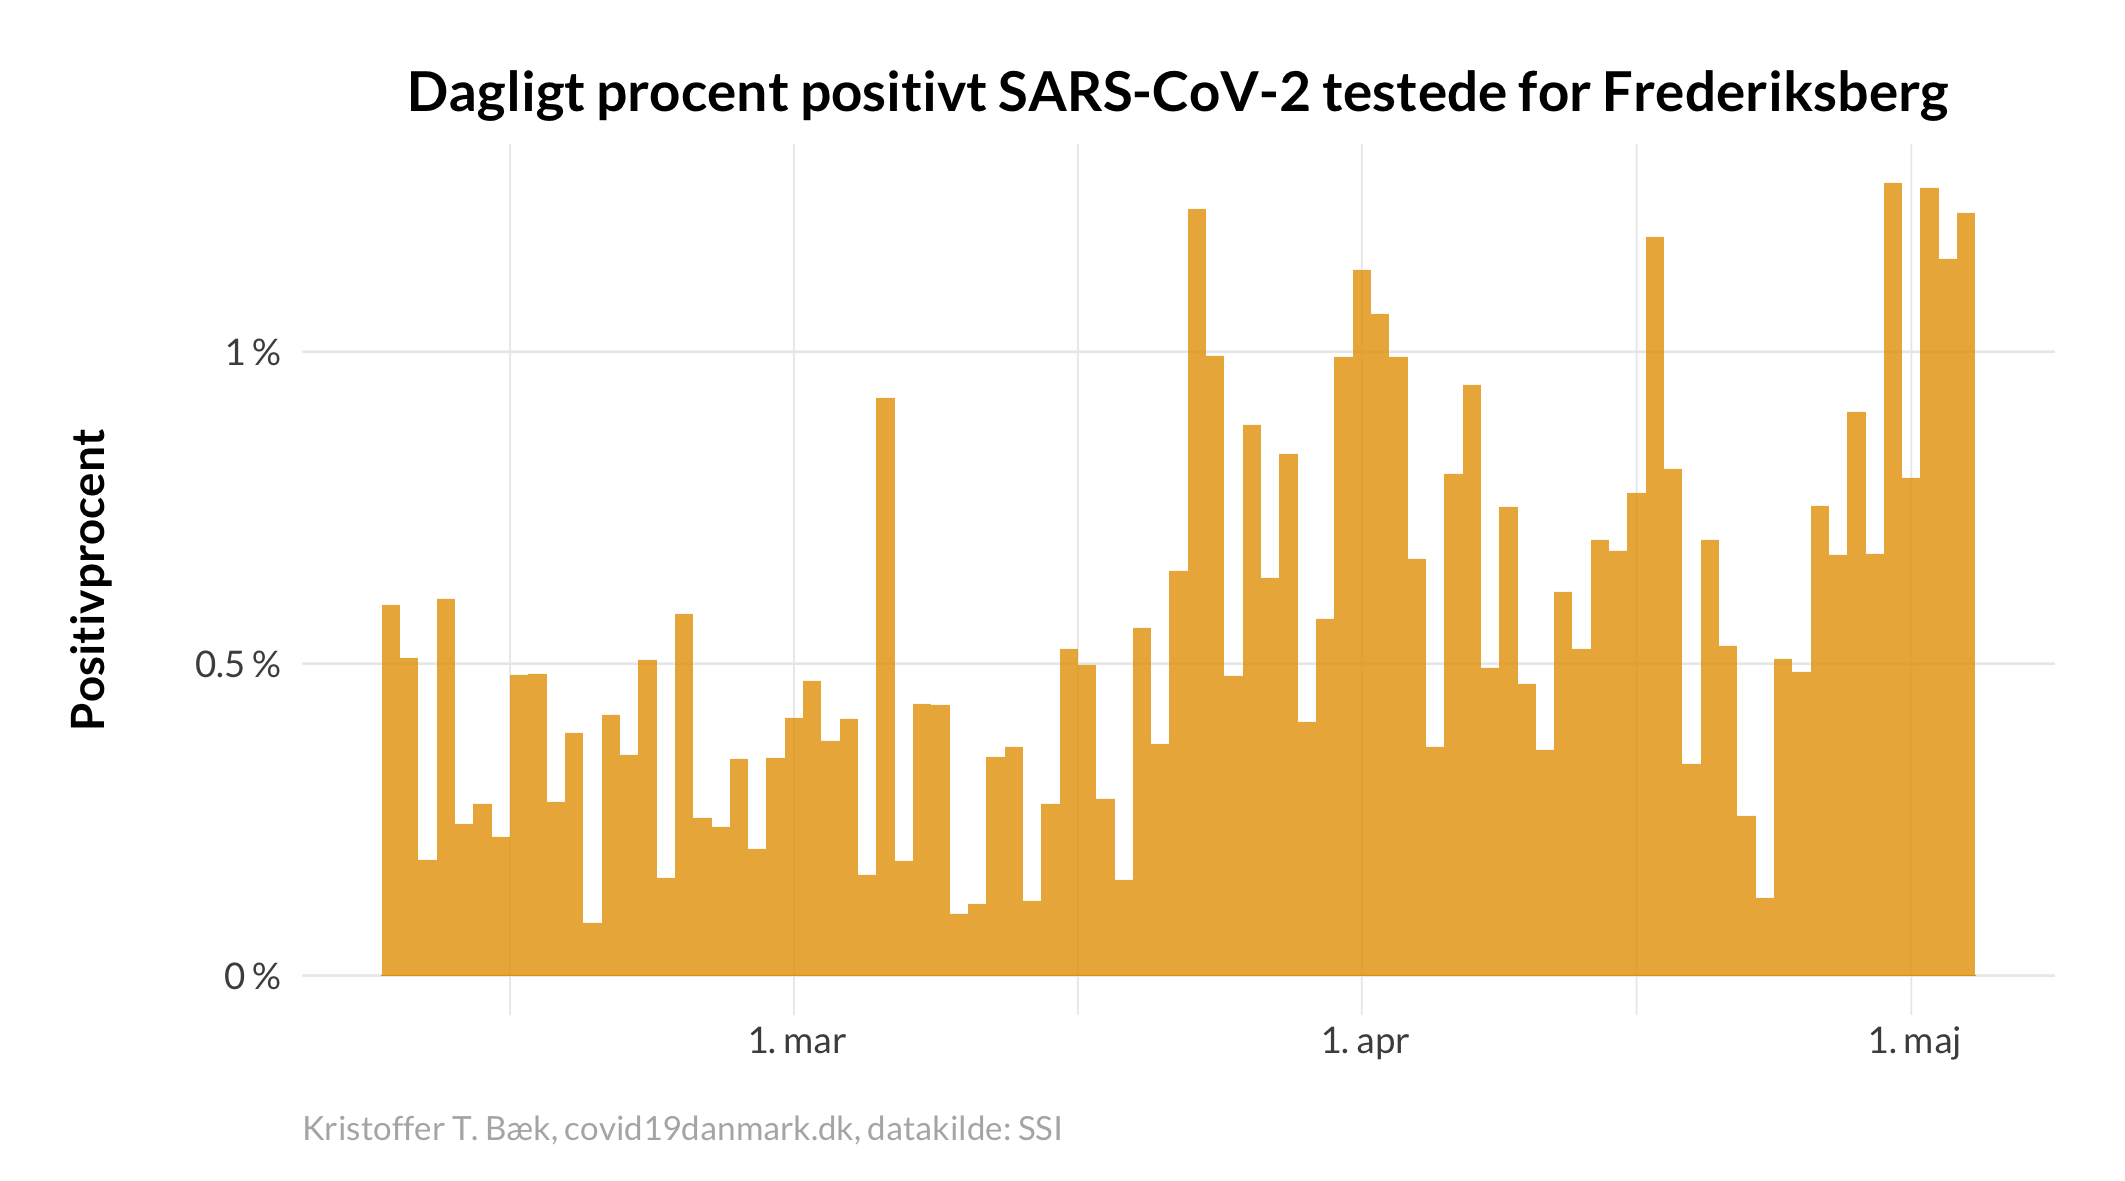 Dagligt procent positivt SARS-CoV-2 testede for Frederiksberg
Positivprocent
1 %
0.5 %
0 %
1. mar
1. apr
1. maj
Kristoffer T. Bæk, covid19danmark.dk, datakilde: SSI